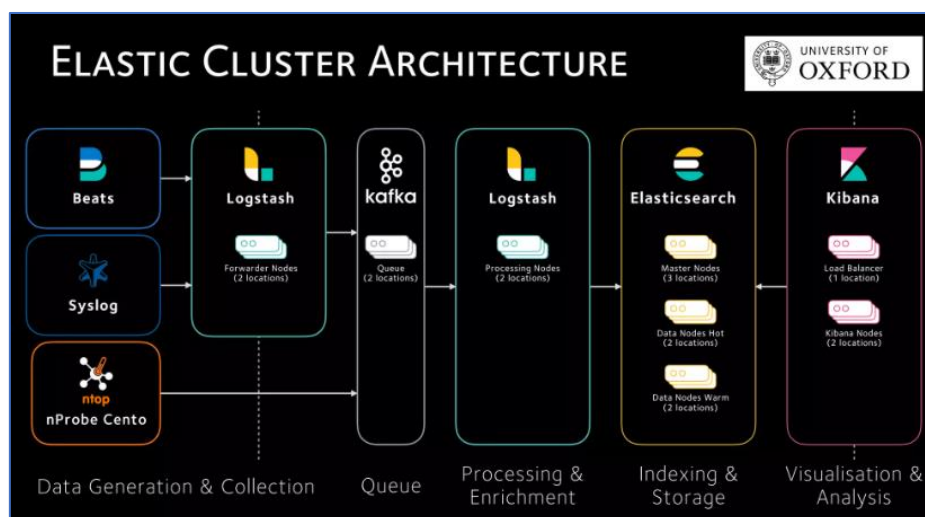 ELASTIC CLUSTER ARCHITECTURE
UNIVERSITY OF
OXFORD
Beats
Syslog
ntop
nProbe Cento
Logstash
Forwarder Nodes
(2 locations)
kafka
Queue
(2 locations)
Logstash
Processing Nodes
(2 locations)
Elasticsearch
Master Nodes
(3 locations)
Data Nodes Hot
(2 locations)
Data Nodes Warm
(2 locations)
Kibana
Load Balancer
(1 location)
Kibana Nodes
(2 locations)
Data Generation & Collection
Queue
Processing &
Enrichment
Indexing &
Storage
Visualisation &
Analysis